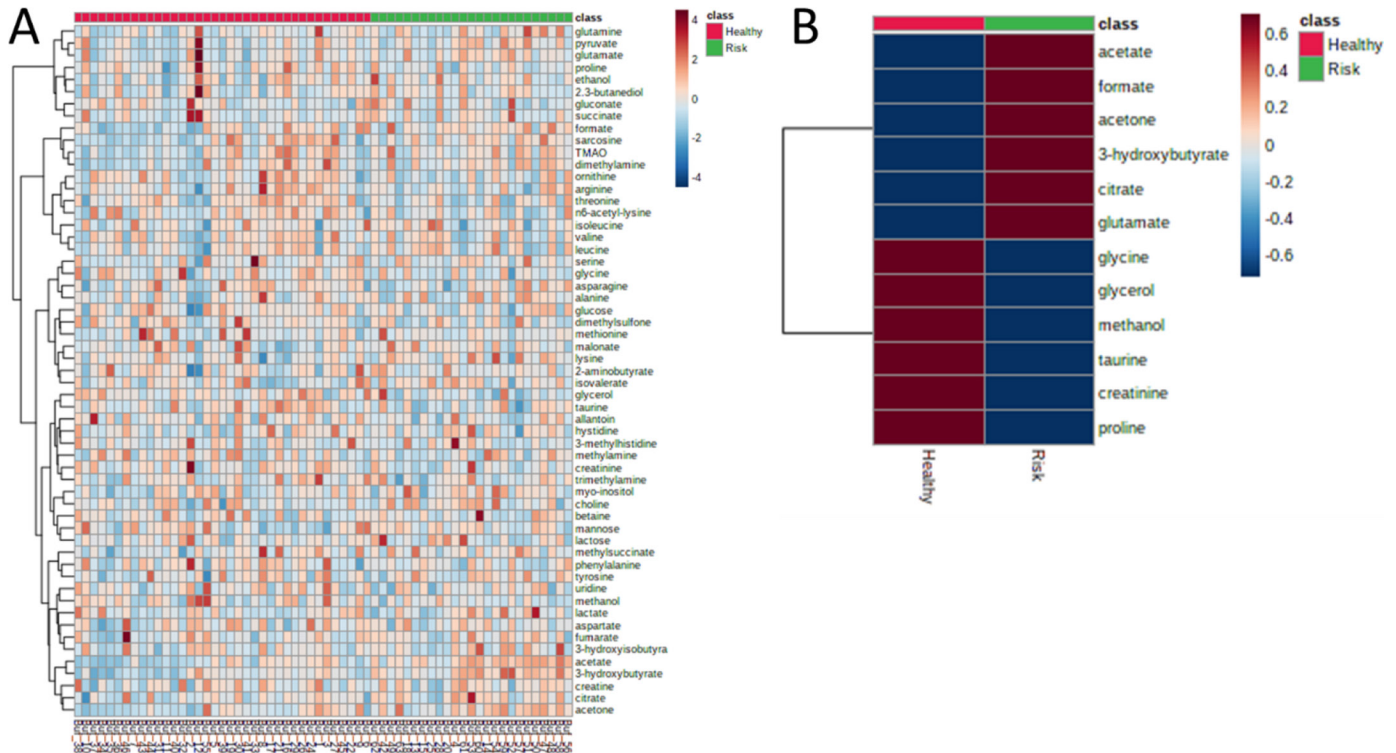 A
class
4
2
0
-2
-4
class
Healthy
Risk
glutamine
pyruvate
glutamate
proline
ethanol
2.3-butanediol
gluconate
succinate
formate
sarcosine
TMAO
dimethylamine
ornithine
arginine
threonine
n6-acetyl-lysine
isoleucine
valine
leucine
serine
glycine
asparagine
alanine
glucose
dimethylsulfone
methionine
malonate
lysine
2-aminobutyrate
isovalerate
glycerol
taurine
allantoin
hystidine
3-methylhistidine
methylamine
creatinine
trimethylamine
myo-inositol
choline
betaine
mannose
lactose
methylsuccinate
phenylalanine
tyrosine
uridine
methanol
lactate
aspartate
fumarate
3-hydroxyisobutyra
acetate
3-hydroxybutyrate
creatine
citrate
acetone
B
class
acetate
formate
acetone
3-hydroxybutyrate
citrate
glutamate
glycine
glycerol
methanol
taurine
creatinine
proline
Healthy
Risk
0.6
0.4
0.2
0
-0.2
-0.4
-0.6
class
Healthy
Risk